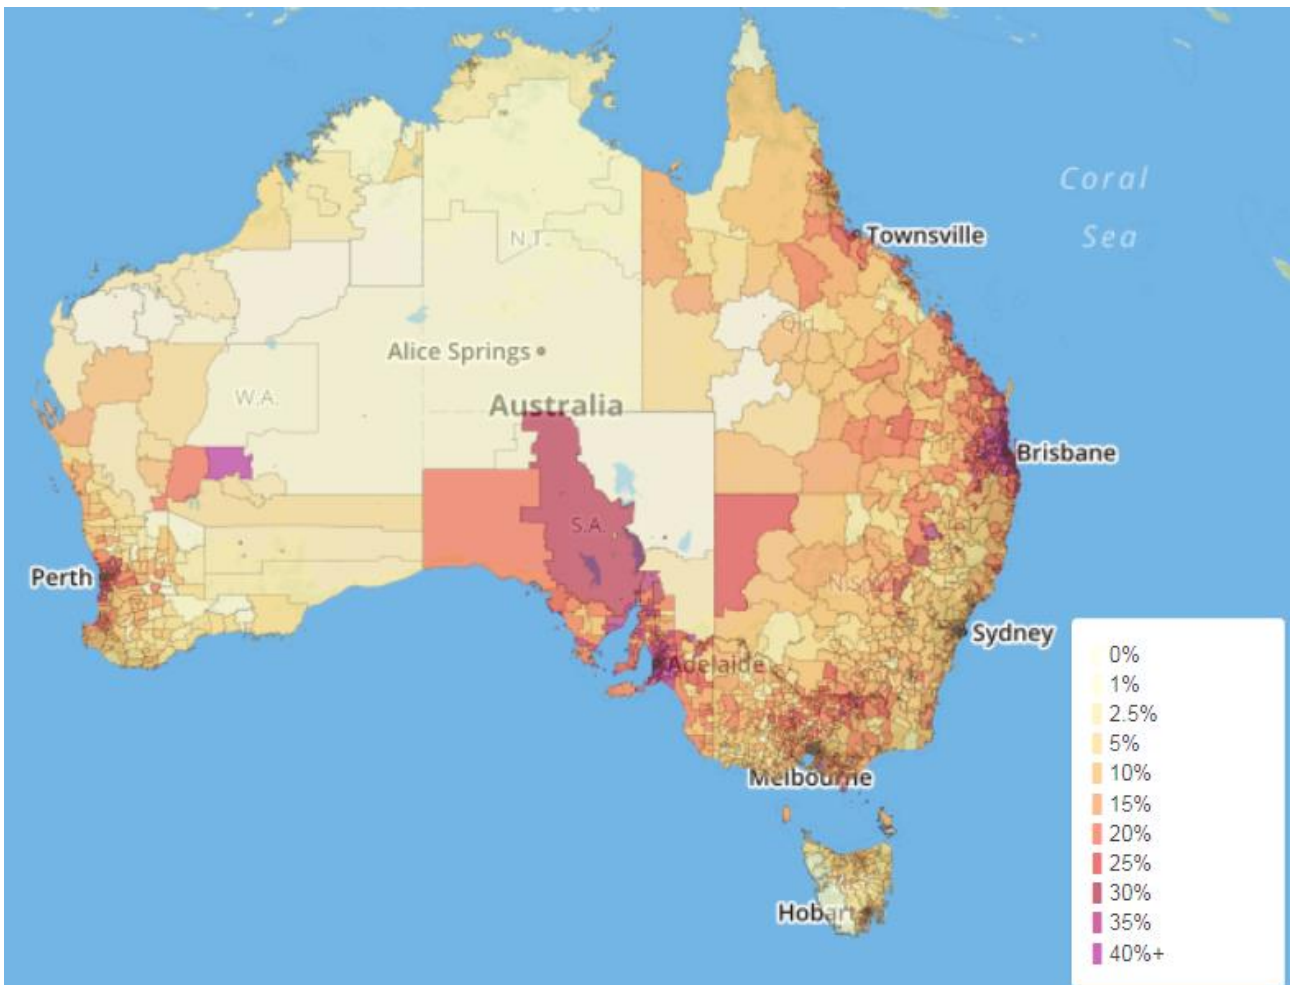 Sea
Coral
Sea
Townsville
N.T.
Qld
Alice Springs
W.A.
Australia
Brisbane
S.A.
Perth
N.S.W.
Sydney
Adelaide
Melbourne
Hobart
0%
1%
2.5%
5%
10%
15%
20%
25%
30%
35%
40%+